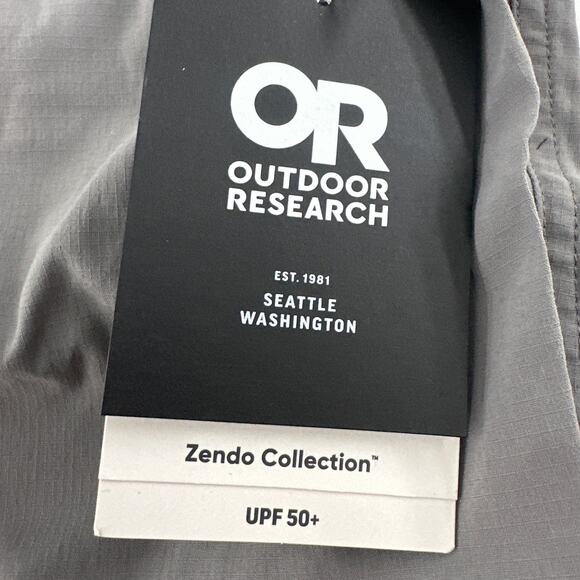 OR
OUTDOOR
RESEARCH
EST. 1981
SEATTLE
WASHINGTON
Zendo Collection™
UPF 50+